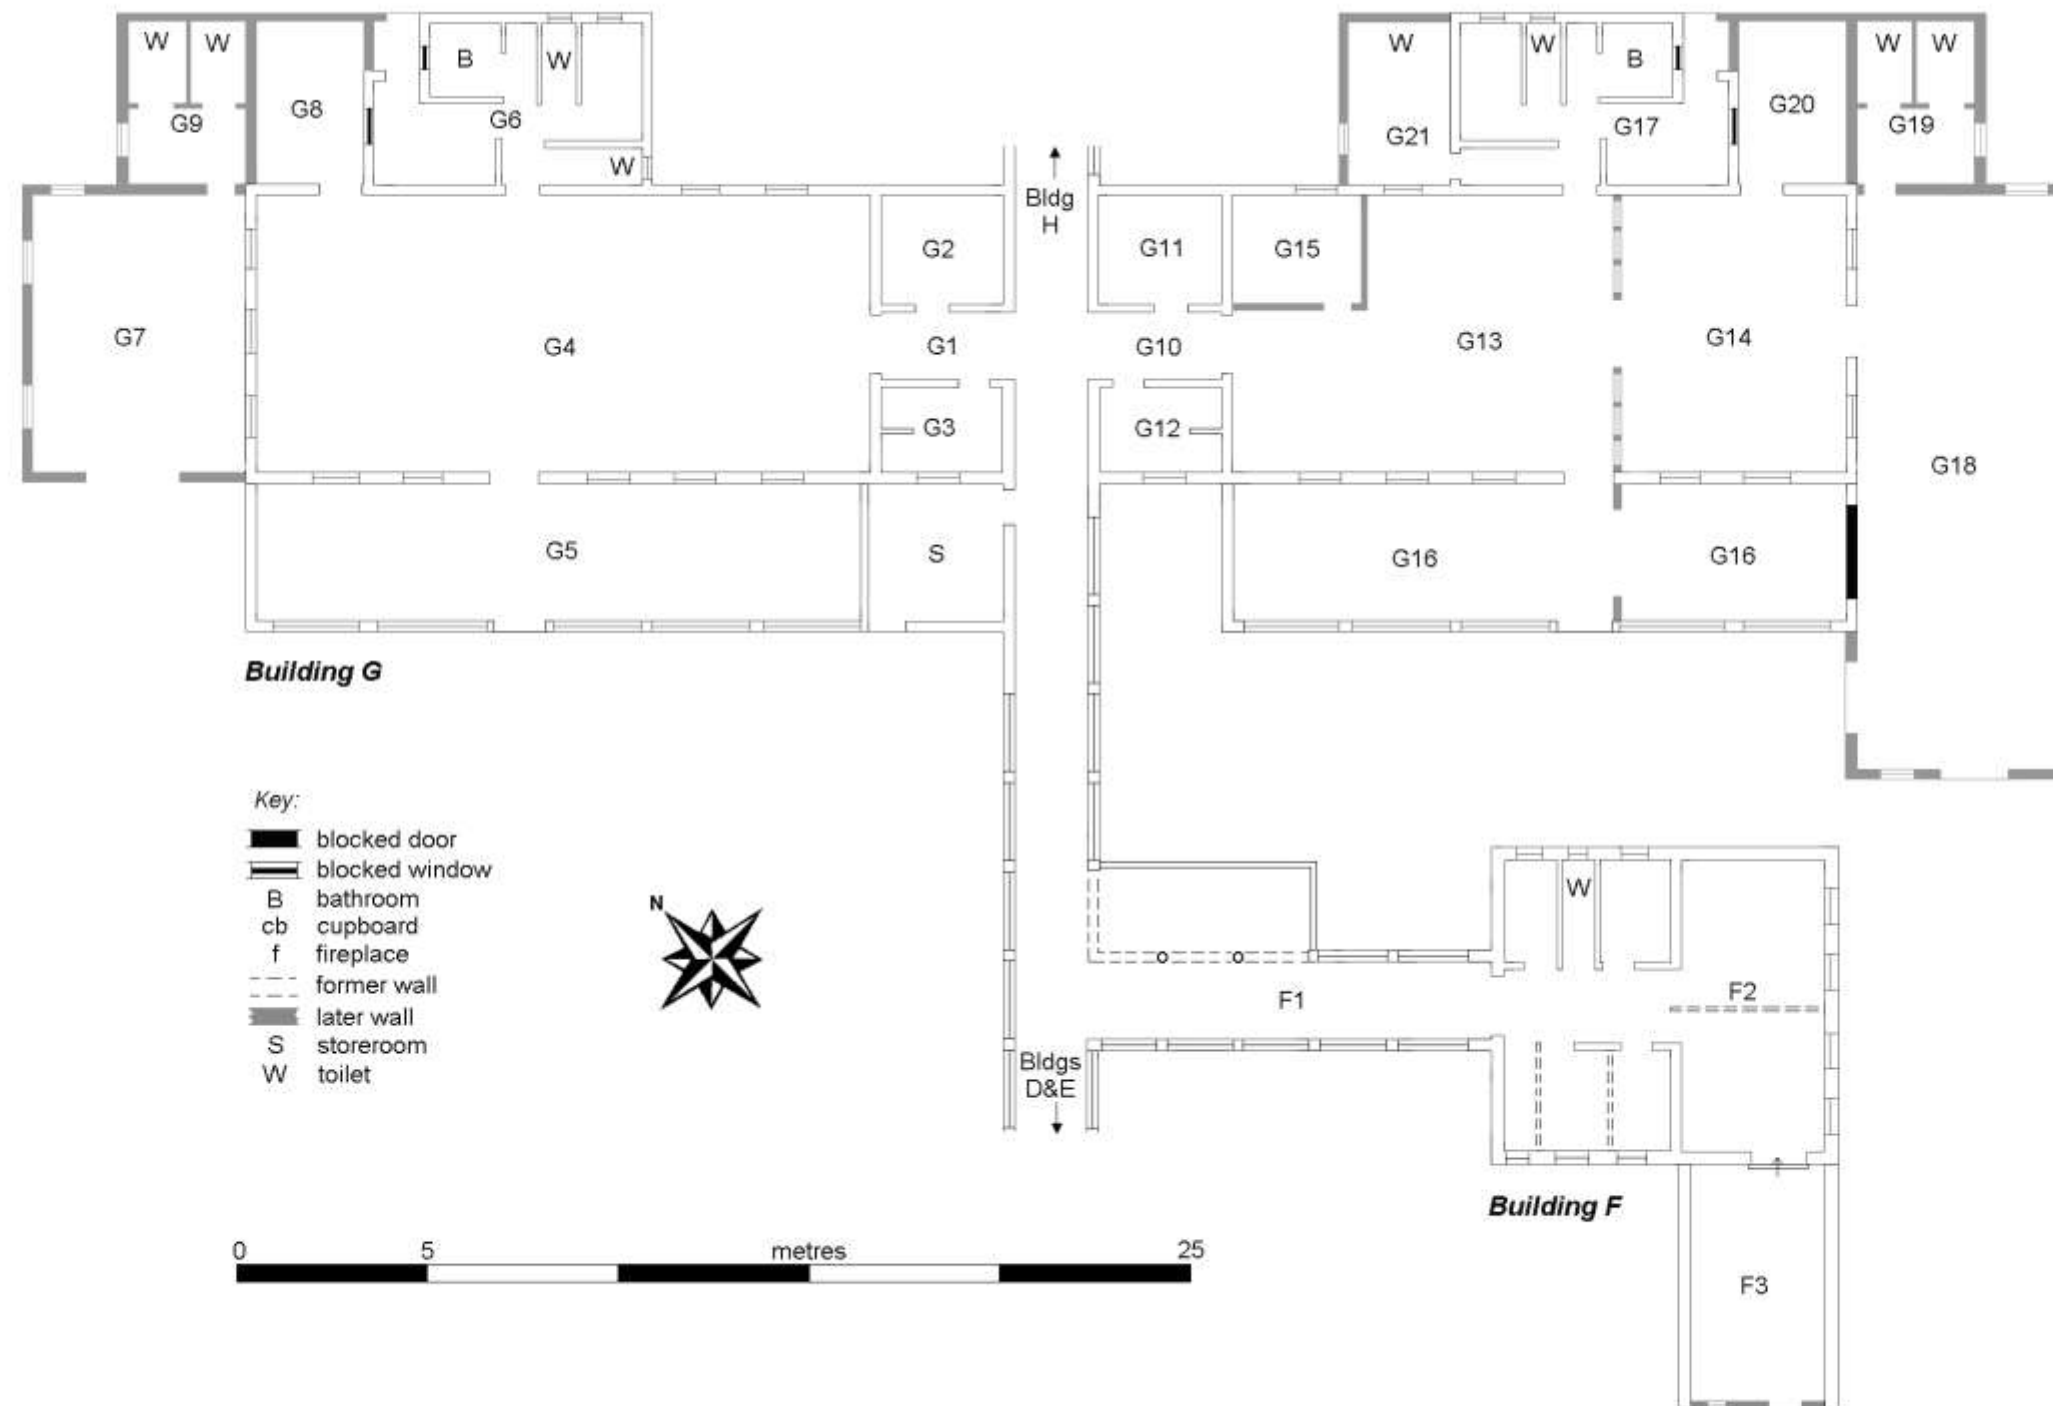 W W B W W W B W W
G9 G8 G6 G21 G17 G20 G19
W
Bldg
H
G2 G11 G15
G7 G4 G1 G10 G13 G14
G3 G12
G18
G5 S G16 G16
Building G
Key:
blocked door
blocked window
B bathroom
cb cupboard
f fireplace
former wall
later wall
S storeroom
W toilet
N
W
F1 F2
Bldgs
D&E
Building F
0 5 metres 25
F3